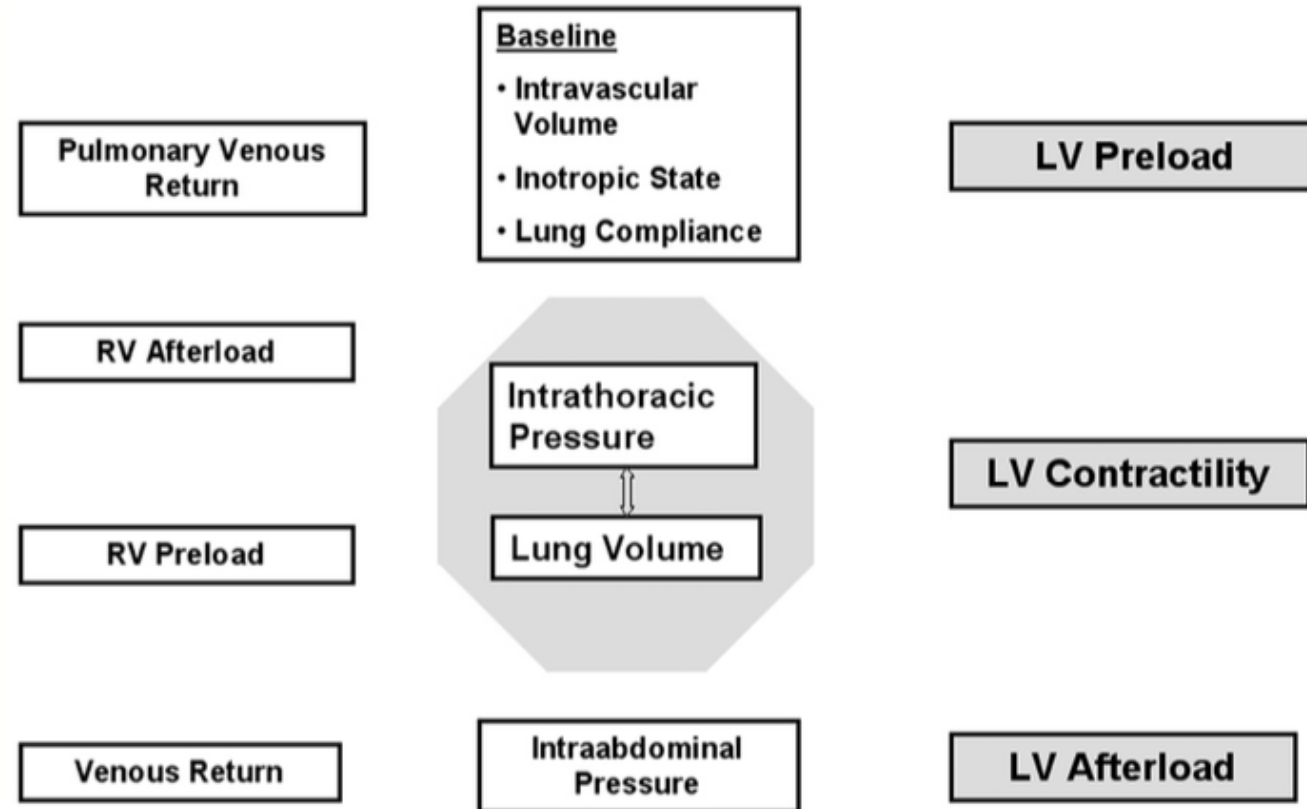 Baseline
• Intravascular
Volume
• Inotropic State
• Lung Compliance
Pulmonary Venous
Return
LV Preload
RV Afterload
Intrathoracic
Pressure
LV Contractility
RV Preload
Lung Volume
Venous Return
Intraabdominal
Pressure
LV Afterload